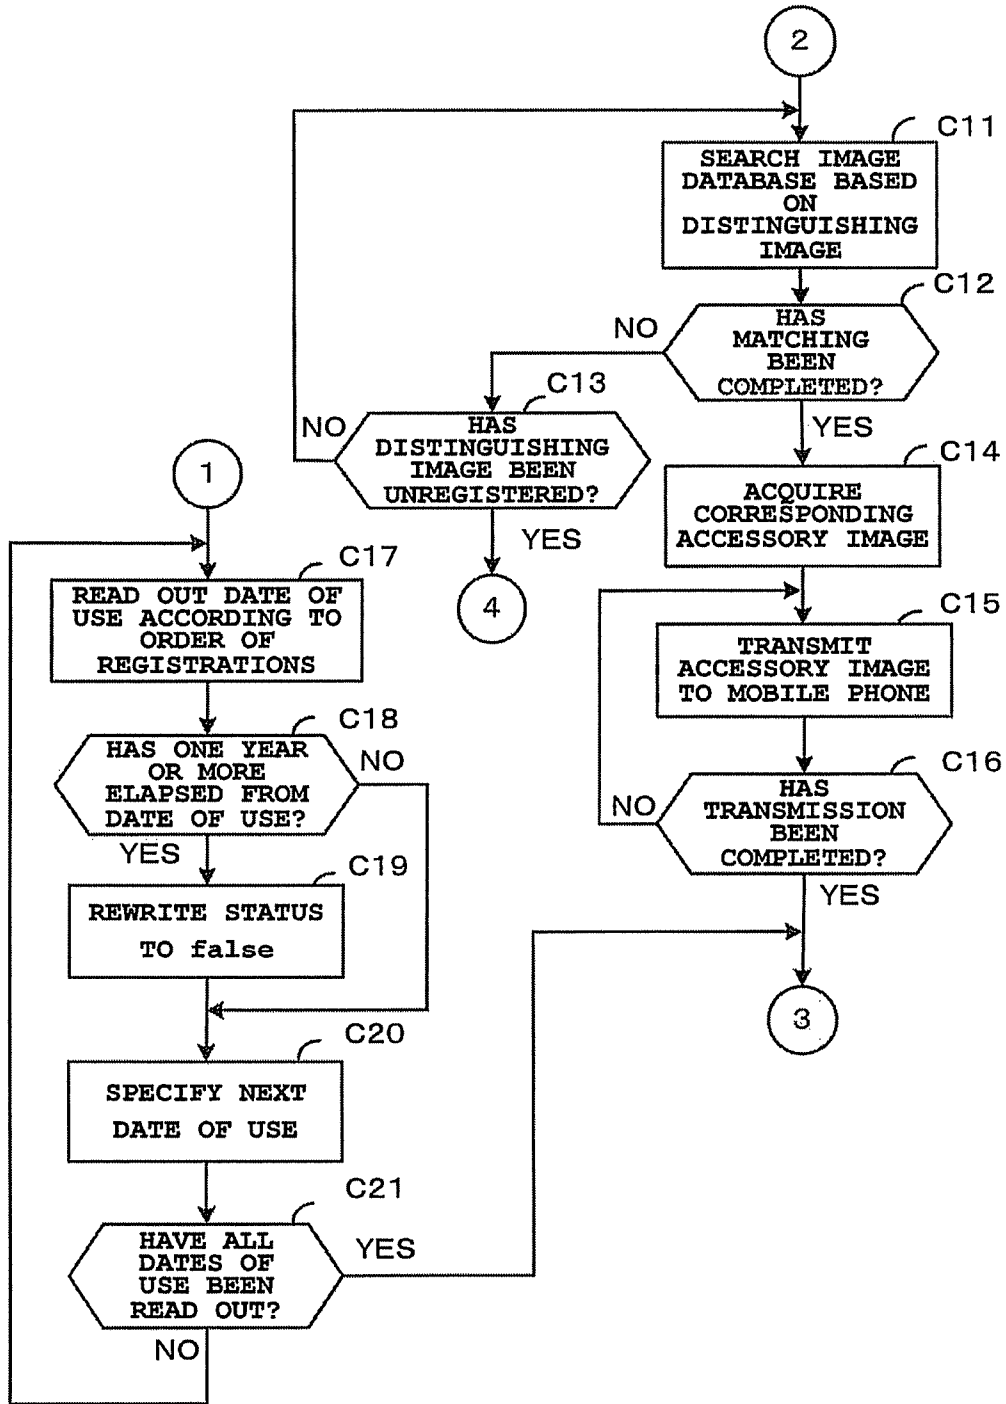 2
C11
SEARCH IMAGE
DATABASE BASED
ON
DISTINGUISHING
IMAGE
C12
HAS
MATCHING
BEEN
COMPLETED?
NO
YES
C13
HAS
DISTINGUISHING
IMAGE BEEN
UNREGISTERED?
NO
YES
4
C14
ACQUIRE
CORRESPONDING
ACCESSORY IMAGE
C15
TRANSMIT
ACCESSORY IMAGE
TO MOBILE PHONE
C16
HAS
TRANSMISSION
BEEN
COMPLETED?
NO
YES
3
1
C17
READ OUT DATE OF
USE ACCORDING TO
ORDER OF
REGISTRATIONS
C18
HAS ONE YEAR
OR MORE
ELAPSED FROM
DATE OF USE?
NO
YES
C19
REWRITE STATUS
TO false
C20
SPECIFY NEXT
DATE OF USE
C21
HAVE ALL
DATES OF
USE BEEN
READ OUT?
YES
NO